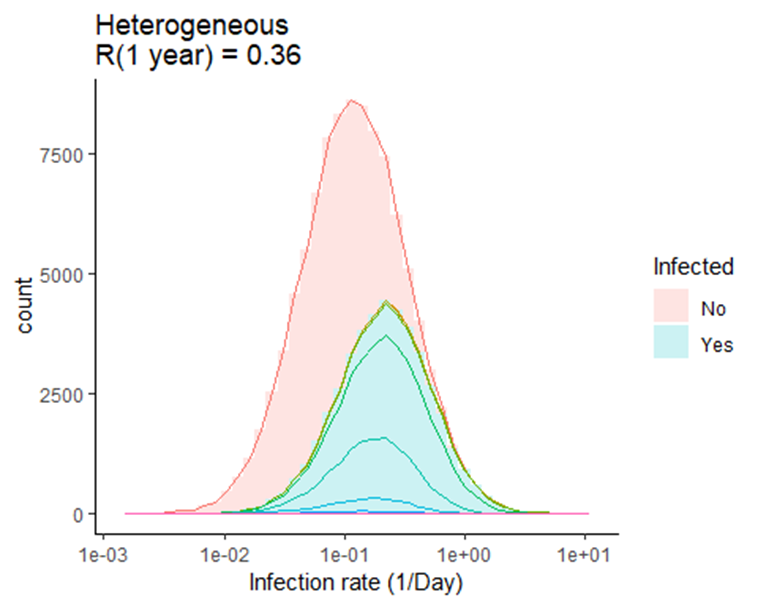 Heterogeneous
R(1 year) = 0.36
7500
5000
2500
0
count
1e-03 1e-02 1e-01 1e+00 1e+01
Infection rate (1/Day)
Infected
No
Yes